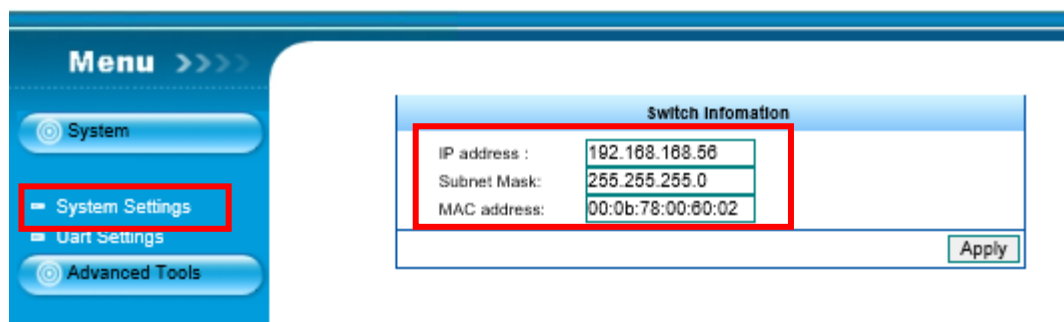 Menu >>>>
System
System Settings
Uart Settings
Advanced Tools
Switch Infomation
IP address : 192.168.168.56
Subnet Mask: 255.255.255.0
MAC address: 00:0b:78:00:60:02
Apply